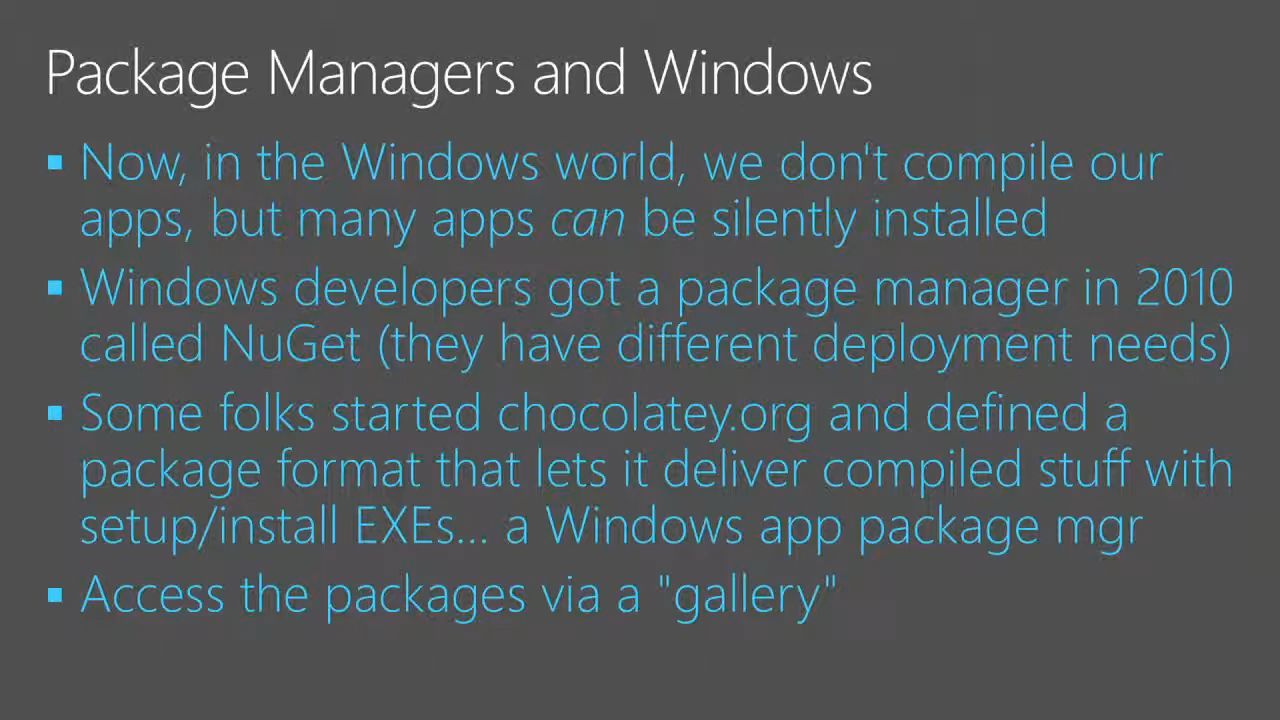 Package Managers and Windows
▪ Now, in the Windows world, we don't compile our
apps, but many apps can be silently installed
▪ Windows developers got a package manager in 2010
called NuGet (they have different deployment needs)
▪ Some folks started chocolatey.org and defined a
package format that lets it deliver compiled stuff with
setup/install EXEs... a Windows app package mgr
▪ Access the packages via a "gallery"